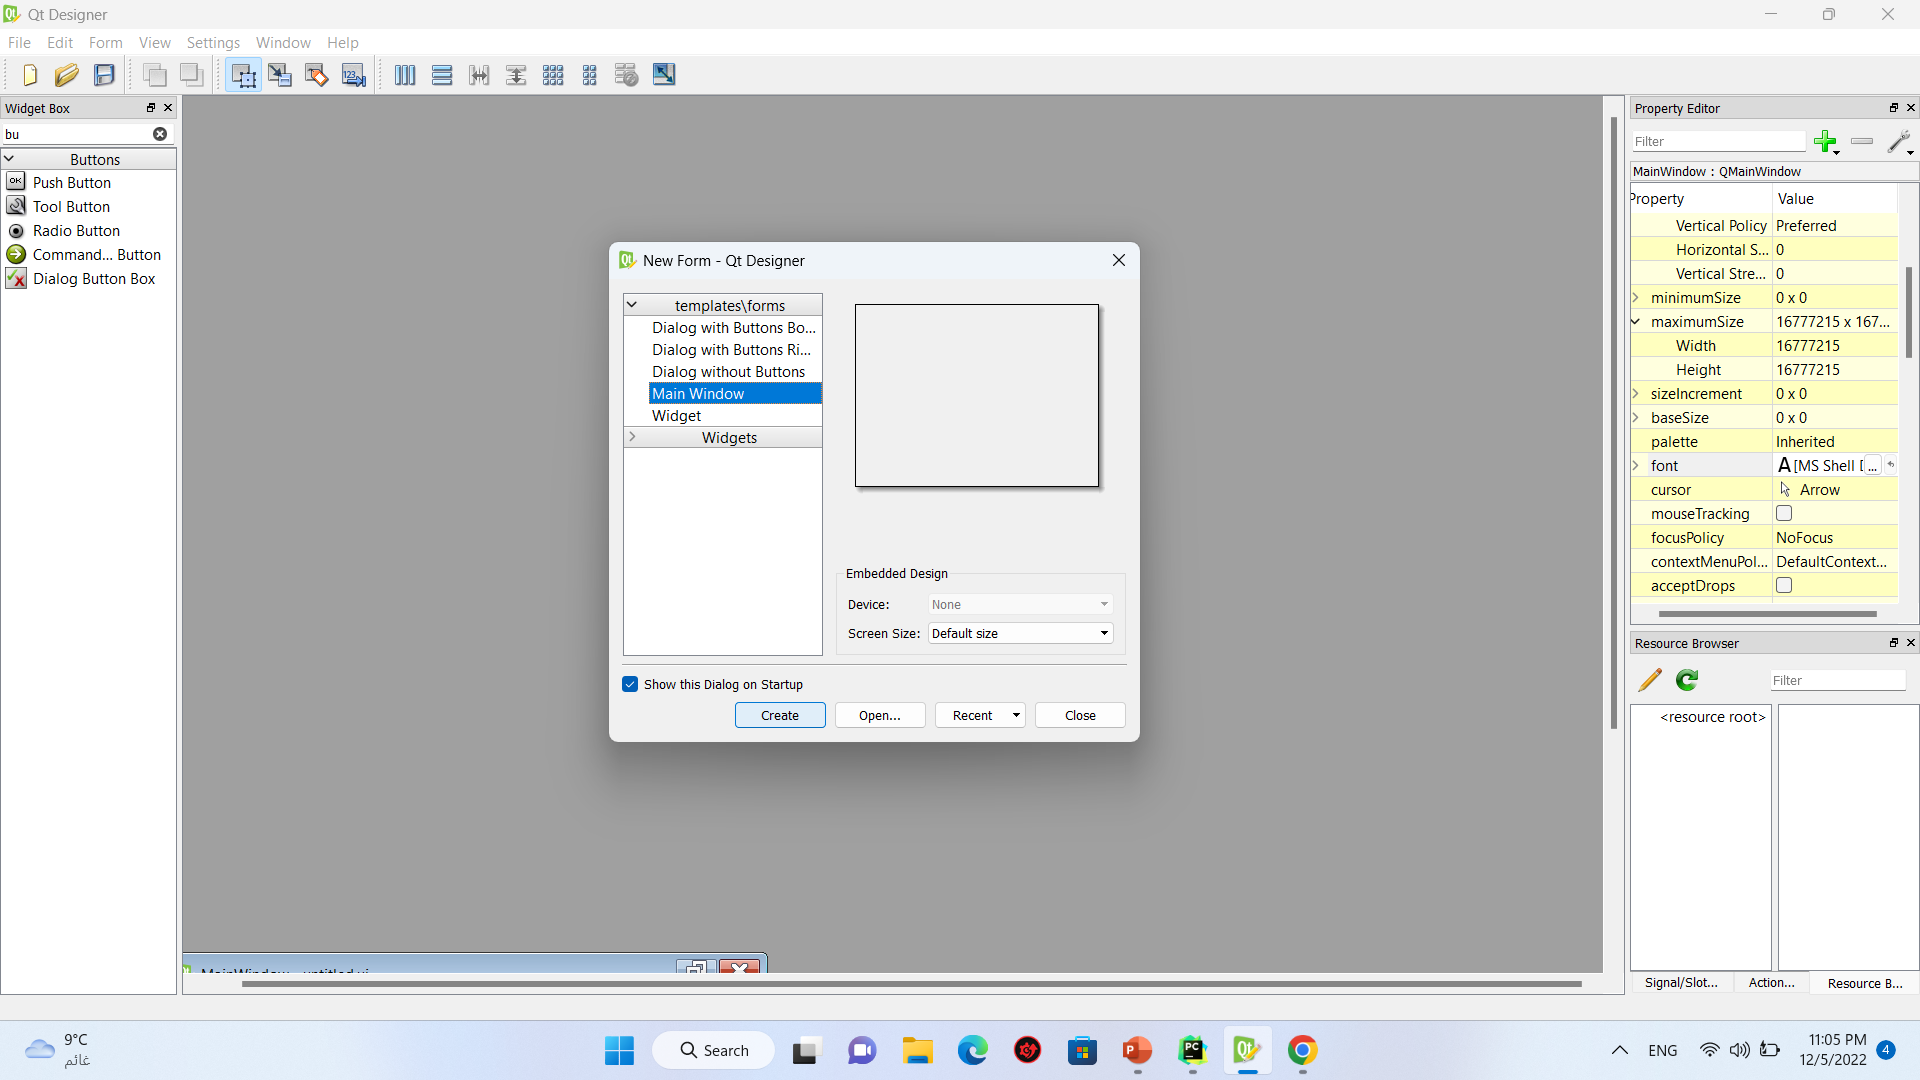 Qt Designer
File Edit Form View Settings Window Help
Widget Box
bu
Buttons
Push Button
Tool Button
Radio Button
Command... Button
Dialog Button Box
New Form - Qt Designer
templates\forms
Dialog with Buttons Bo...
Dialog with Buttons Ri...
Dialog without Buttons
Main Window
Widget
Widgets
Embedded Design
Device: None
Screen Size: Default size
Show this Dialog on Startup
Create Open... Recent Close
MainWindow - untitled.ui
Property Editor
Filter
MainWindow : QMainWindow
Property Value
Vertical Policy Preferred
Horizontal S... 0
Vertical Stre... 0
minimumSize 0 x 0
maximumSize 16777215 x 167...
Width 16777215
Height 16777215
sizeIncrement 0 x 0
baseSize 0 x 0
palette Inherited
font A [MS Shell D ...
cursor Arrow
mouseTracking
focusPolicy NoFocus
contextMenuPol... DefaultContext...
acceptDrops
Resource Browser
Filter
<resource root>
Signal/Slot... Action... Resource B...
9°C
غائم
Search
ENG
11:05 PM
12/5/2022
4